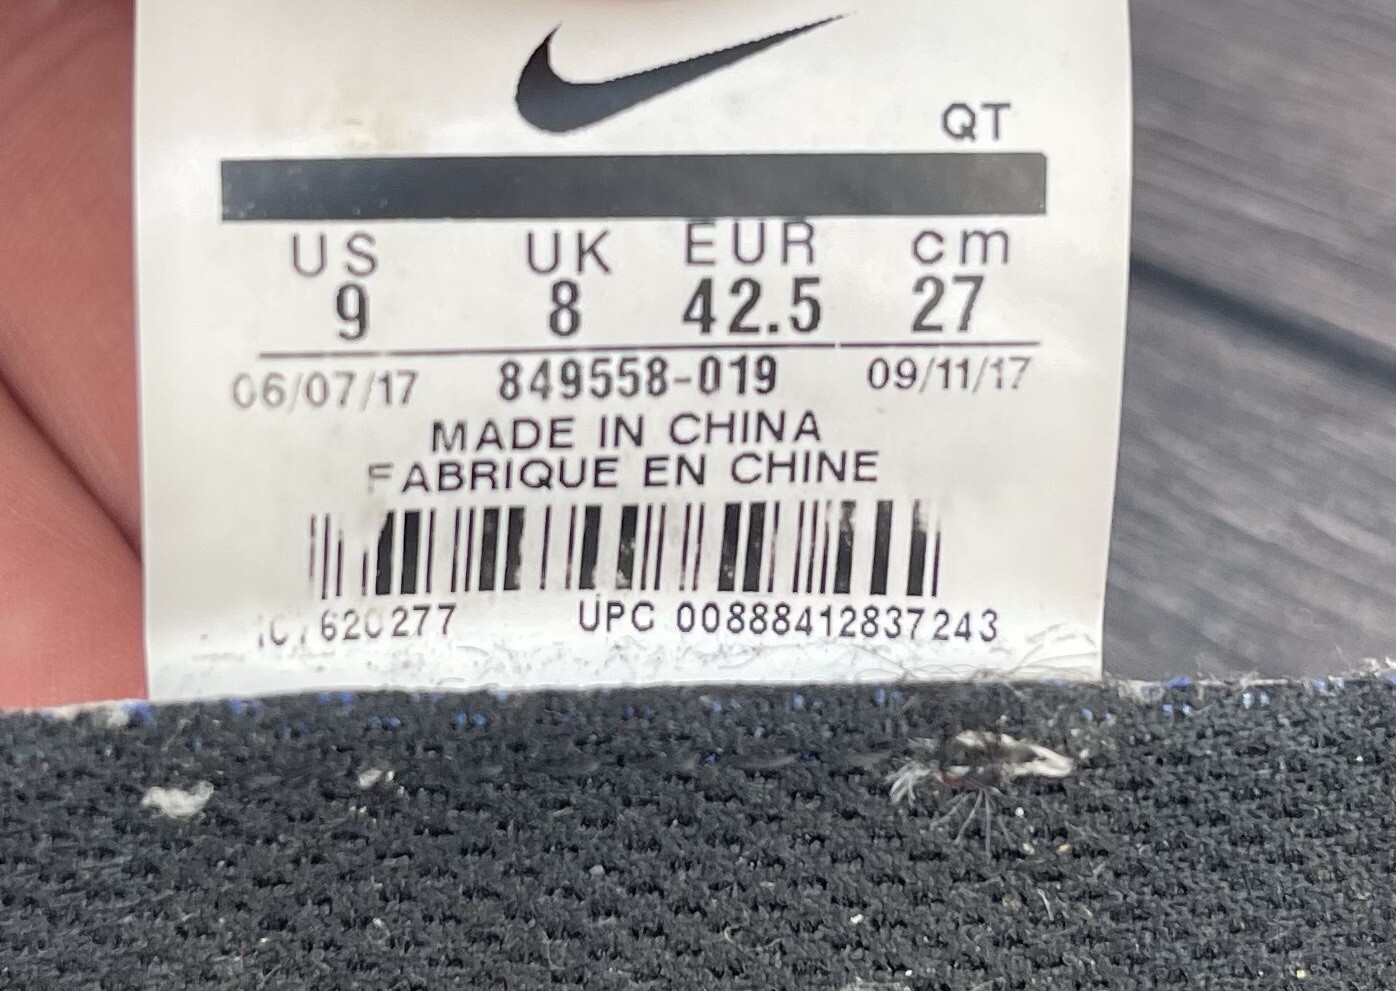 QT
US UK EUR cm
9 8 42.5 27
06/07/17 849558-019 09/11/17
MADE IN CHINA
FABRIQUE EN CHINE
UPC 00888412837243